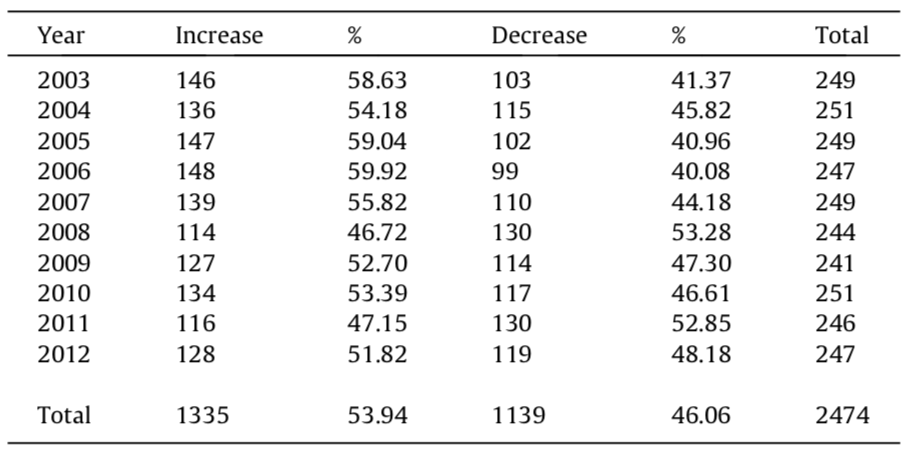 Year Increase % Decrease % Total
2003 146 58.63 103 41.37 249
2004 136 54.18 115 45.82 251
2005 147 59.04 102 40.96 249
2006 148 59.92 99 40.08 247
2007 139 55.82 110 44.18 249
2008 114 46.72 130 53.28 244
2009 127 52.70 114 47.30 241
2010 134 53.39 117 46.61 251
2011 116 47.15 130 52.85 246
2012 128 51.82 119 48.18 247
Total 1335 53.94 1139 46.06 2474